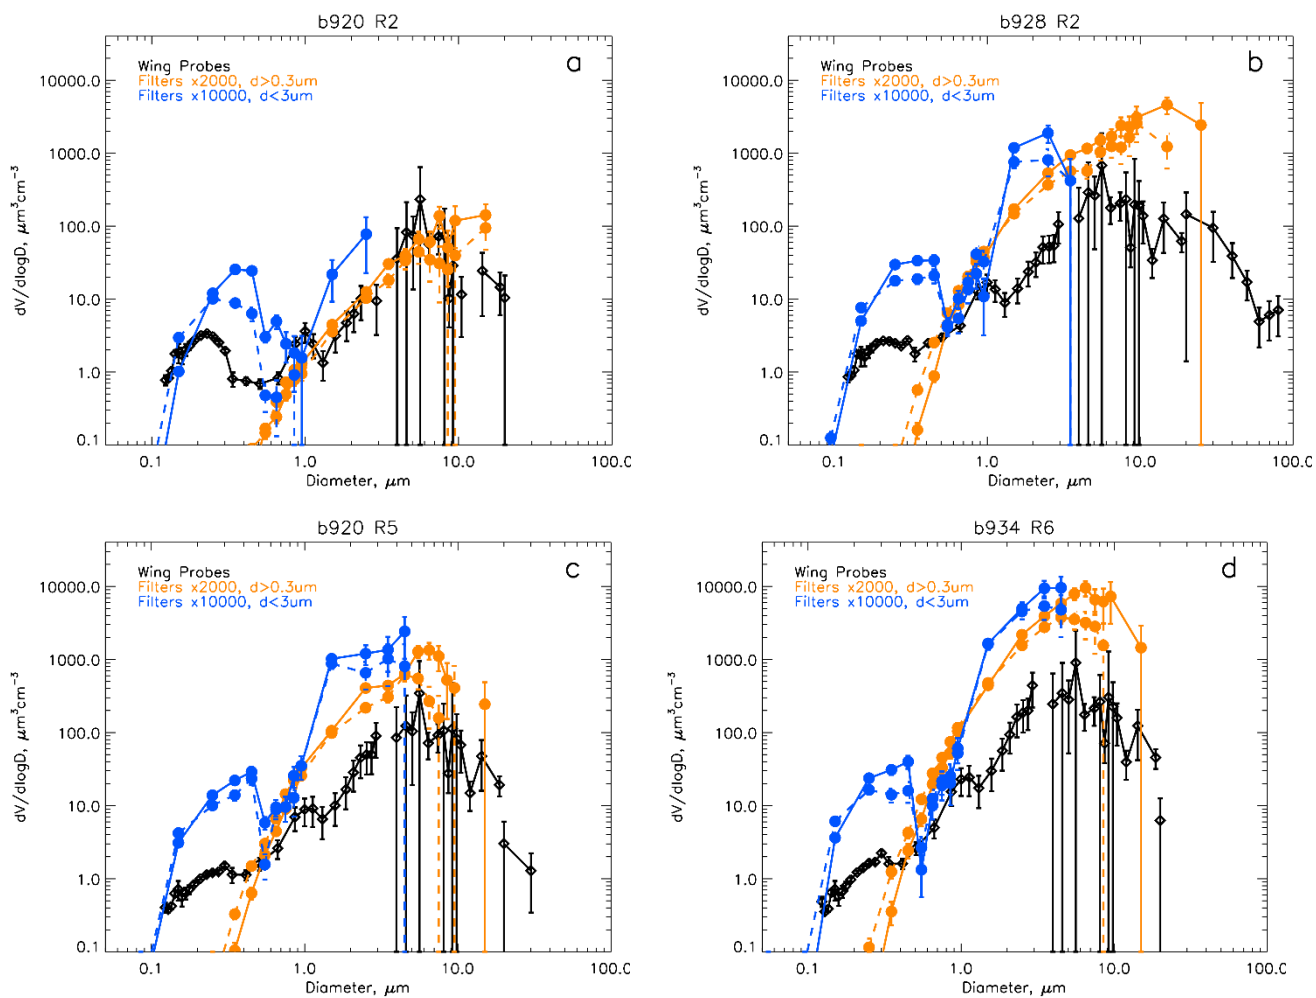 b920 R2
a
Wing Probes
Filters x2000, d>0.3um
Filters x10000, d<3um
dV/dlogD, μm³cm⁻³
10000.0
1000.0
100.0
10.0
1.0
0.1
0.1 1.0 10.0 100.0
Diameter, μm
b928 R2
b
Wing Probes
Filters x2000, d>0.3um
Filters x10000, d<3um
dV/dlogD, μm³cm⁻³
10000.0
1000.0
100.0
10.0
1.0
0.1
0.1 1.0 10.0 100.0
Diameter, μm
b920 R5
c
Wing Probes
Filters x2000, d>0.3um
Filters x10000, d<3um
dV/dlogD, μm³cm⁻³
10000.0
1000.0
100.0
10.0
1.0
0.1
0.1 1.0 10.0 100.0
Diameter, μm
b934 R6
d
Wing Probes
Filters x2000, d>0.3um
Filters x10000, d<3um
dV/dlogD, μm³cm⁻³
10000.0
1000.0
100.0
10.0
1.0
0.1
0.1 1.0 10.0 100.0
Diameter, μm